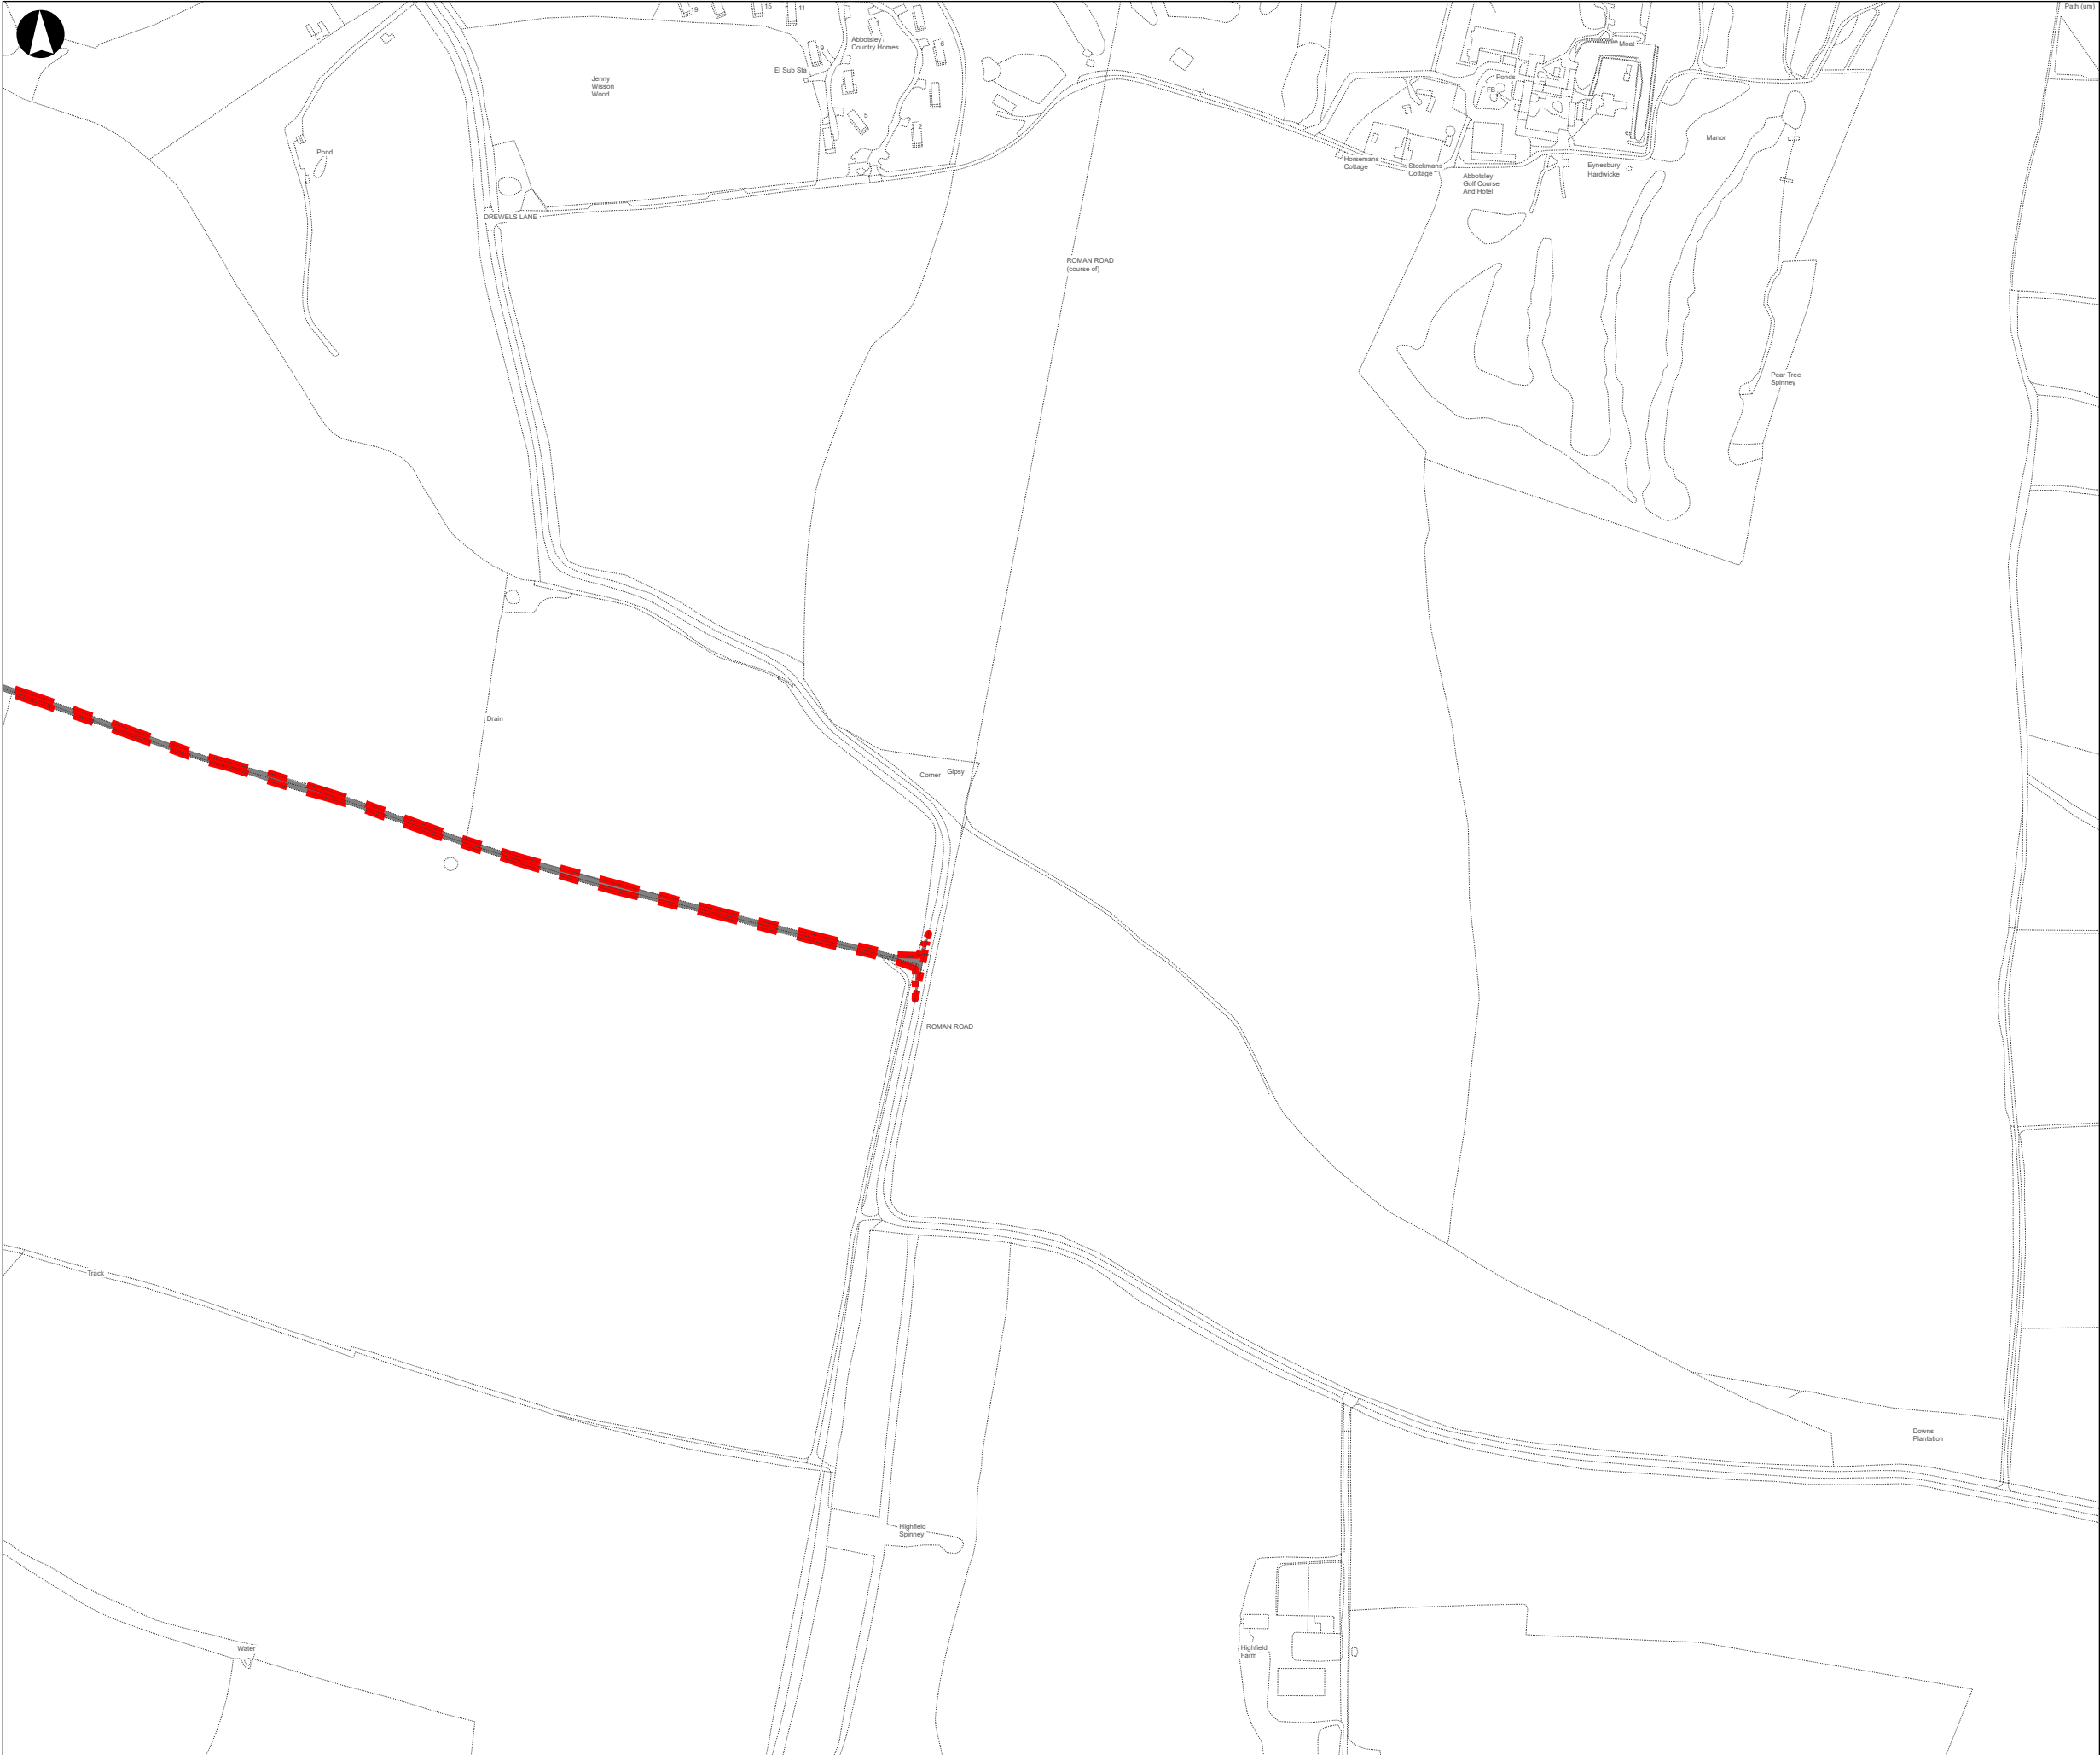 Path (um)
19
15
11
1
Abbotsley
Country Homes
6
9
El Sub Sta
Jenny
Wisson
Wood
5
2
Moat
Ponds
FB
Manor
Pond
Horsemans
Cottage
Stockmans
Cottage
Abbotsley
Golf Course
And Hotel
Eynesbury
Hardwicke
DREWELS LANE
ROMAN ROAD
(course of)
Pear Tree
Spinney
Drain
Corner
Gipsy
ROMAN ROAD
Track
Downs
Plantation
Highfield
Spinney
Water
Highfield
Farm